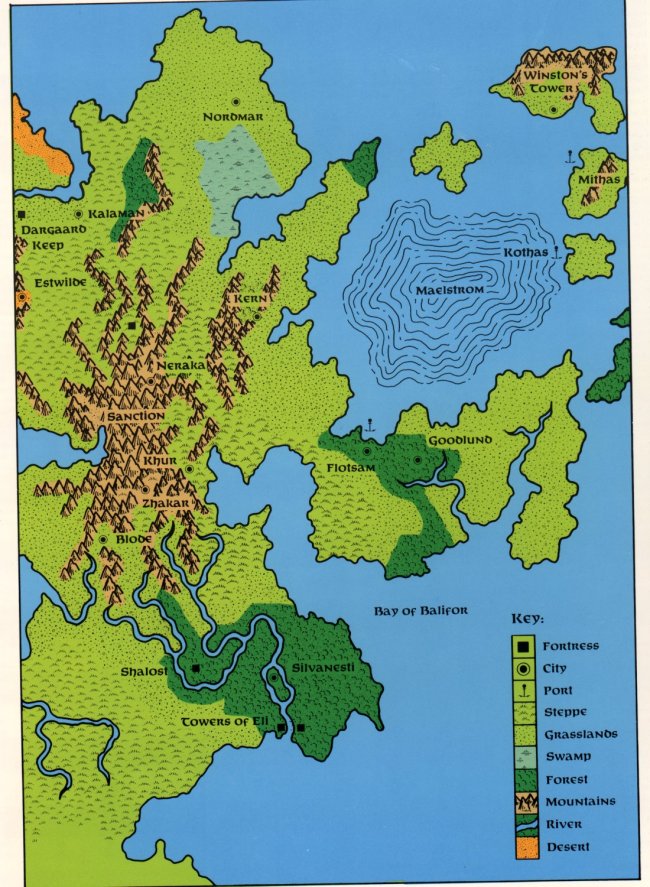 Winston's
Tower
Nordmar
Mithas
Kalaman
Dargaard
Keep
Kothas
Estwilde
Maelstrom
Kern
Neraka
Sanction
Goodlund
Flotsam
Khur
Zhakar
Blode
Bay of Balifor
Key:
Fortress
City
Port
Steppe
Grasslands
Swamp
Forest
Mountains
River
Desert
Shalost
Silvanesti
Towers of Eli